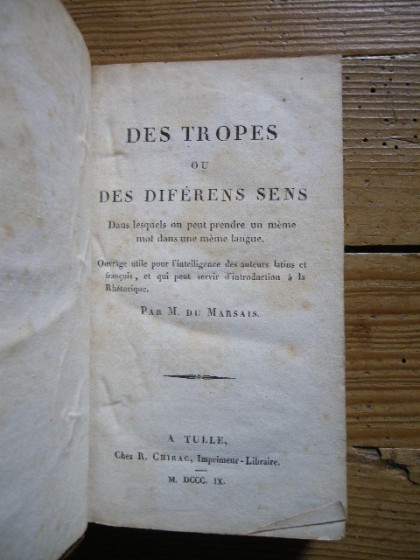 DES TROPES
OU
DES DIFÉRENS SENS
Dans lesquels on peut prendre un même
mot dans une même langue.
Ouvrage utile pour l'intelligence des auteurs latins et
français, et qui peut servir d'introduction à la
Rhétorique.
PAR M. DU MARSAIS.
A TULLE,
Chez R. CHIRAC, Imprimeur-Libraire.
M. DCCC. IX.